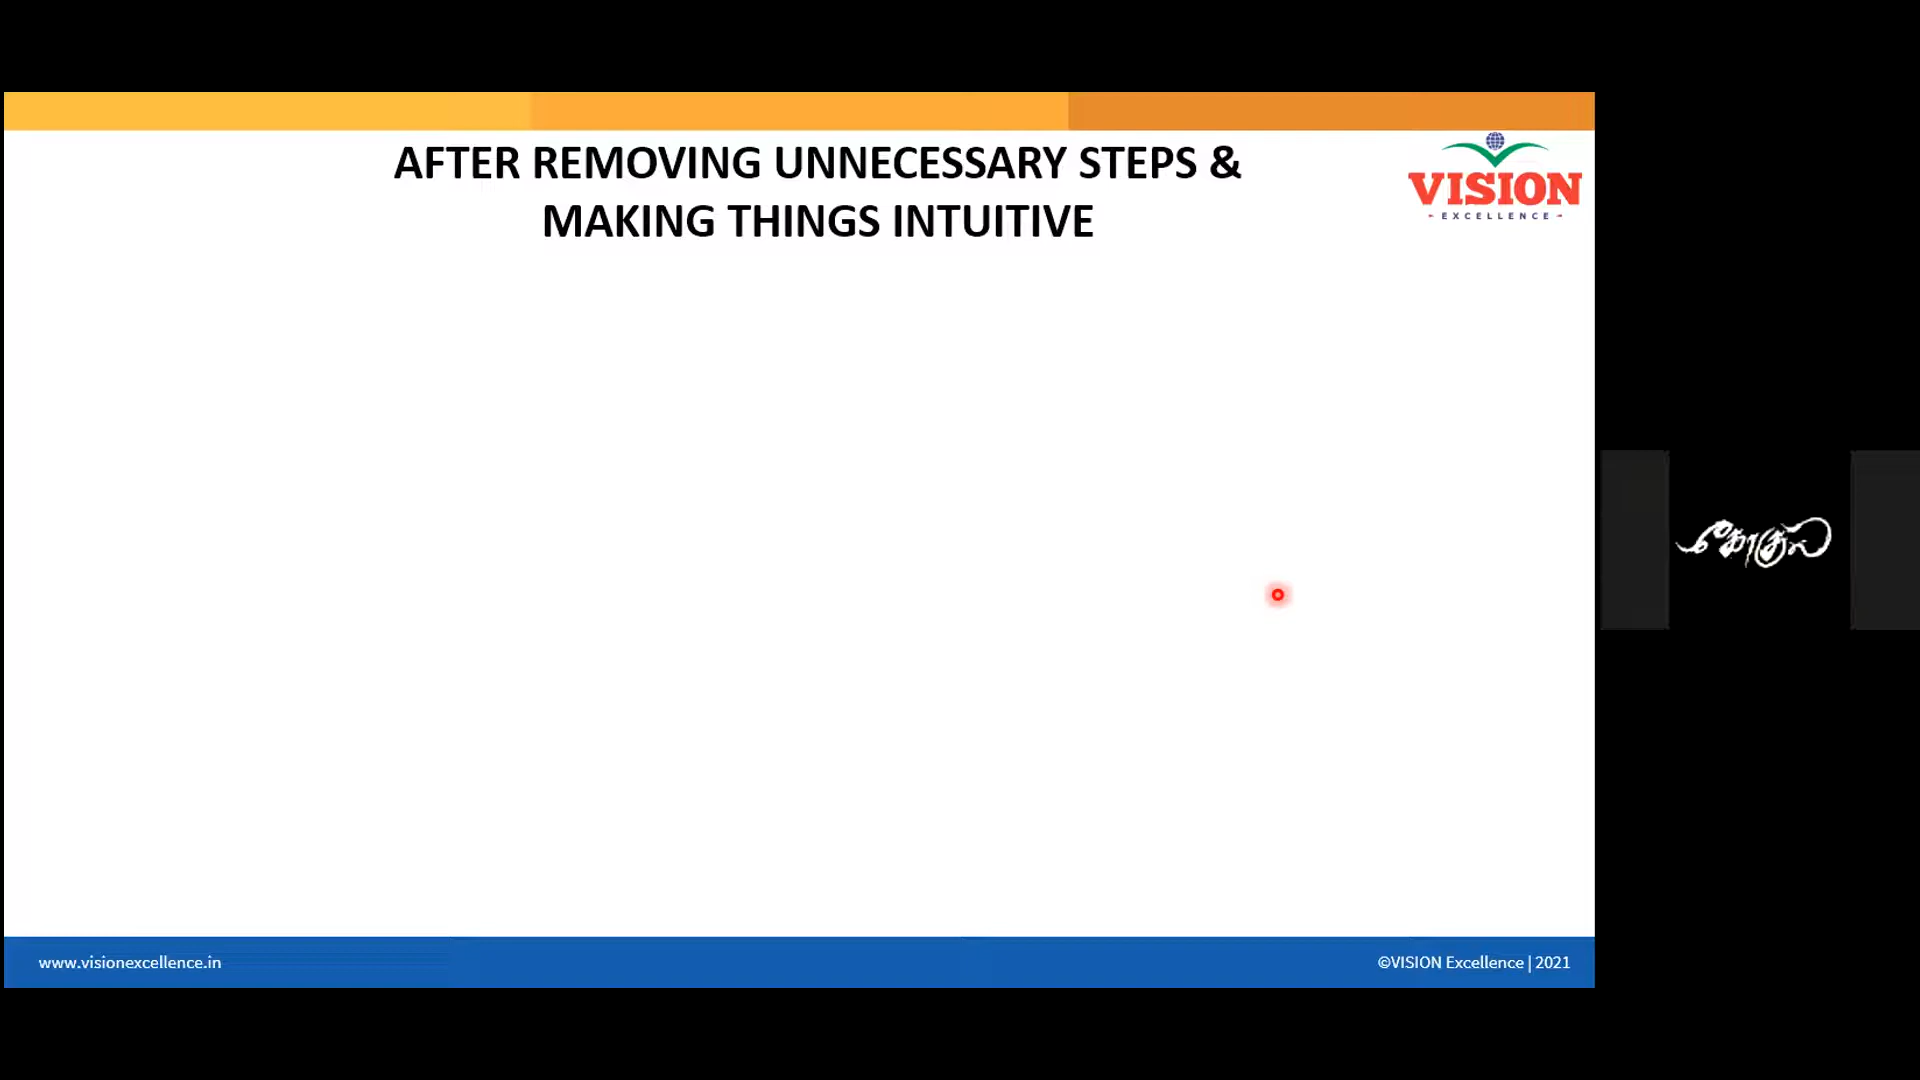 AFTER REMOVING UNNECESSARY STEPS &
MAKING THINGS INTUITIVE
VISION
- EXCELLENCE -
கோகுல்
www.visionexcellence.in
©VISION Excellence | 2021